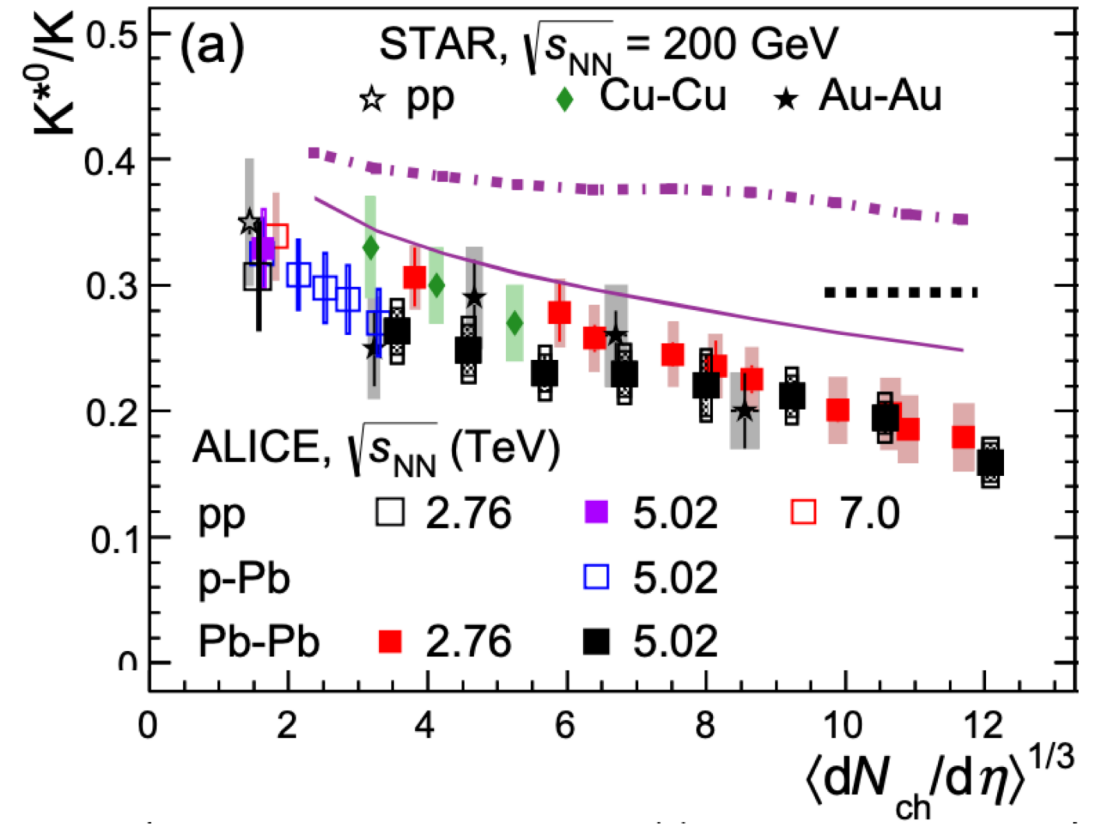 K*0/K
0.5
0.4
0.3
0.2
0.1
0
(a) STAR, √sNN = 200 GeV
pp Cu-Cu Au-Au
ALICE, √sNN (TeV)
pp 2.76 5.02 7.0
p-Pb 5.02
Pb-Pb 2.76 5.02
0 2 4 6 8 10 12
⟨dNch/dη⟩1/3